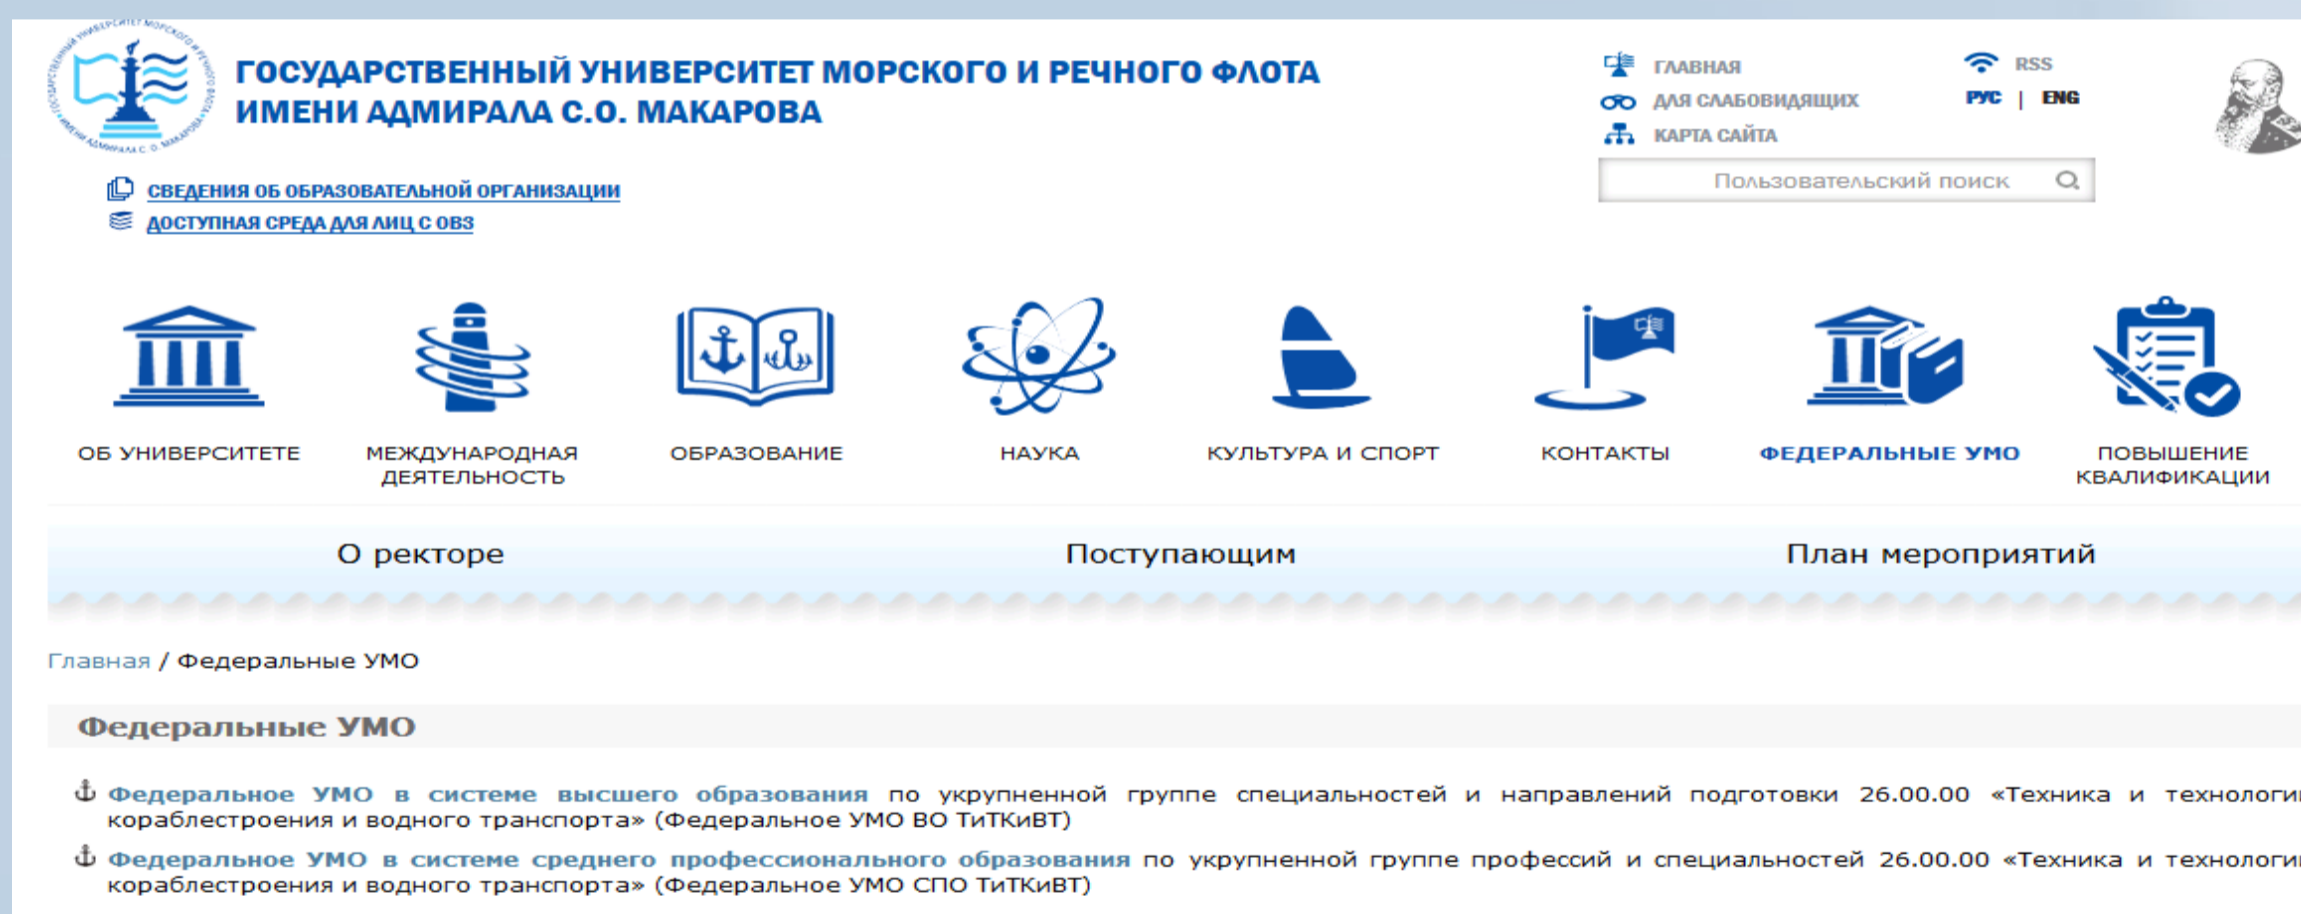 ГОСУДАРСТВЕННЫЙ УНИВЕРСИТЕТ МОРСКОГО И РЕЧНОГО ФЛОТА
ИМЕНИ АДМИРАЛА С.О. МАКАРОВА
ГЛАВНАЯ
ДЛЯ СЛАБОВИДЯЩИХ
КАРТА САЙТА
RSS
РУС | ENG
Пользовательский поиск
СВЕДЕНИЯ ОБ ОБРАЗОВАТЕЛЬНОЙ ОРГАНИЗАЦИИ
ДОСТУПНАЯ СРЕДА ДЛЯ ЛИЦ С ОВЗ
ОБ УНИВЕРСИТЕТЕ
МЕЖДУНАРОДНАЯ
ДЕЯТЕЛЬНОСТЬ
ОБРАЗОВАНИЕ
НАУКА
КУЛЬТУРА И СПОРТ
КОНТАКТЫ
ФЕДЕРАЛЬНЫЕ УМО
ПОВЫШЕНИЕ
КВАЛИФИКАЦИИ
О ректоре
Поступающим
План мероприятий
Главная / Федеральные УМО
Федеральные УМО
Федеральное УМО в системе высшего образования по укрупненной группе специальностей и направлений подготовки 26.00.00 «Техника и технологи
кораблестроения и водного транспорта» (Федеральное УМО ВО ТиТКиВТ)
Федеральное УМО в системе среднего профессионального образования по укрупненной группе профессий и специальностей 26.00.00 «Техника и технологи
кораблестроения и водного транспорта» (Федеральное УМО СПО ТиТКиВТ)